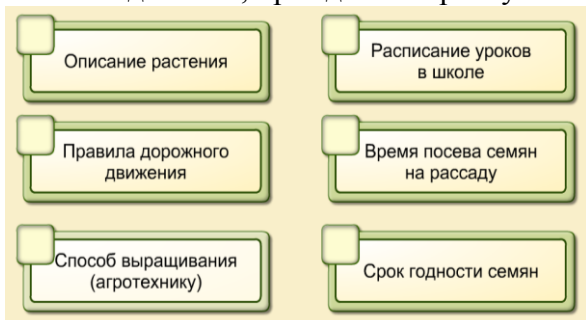 Описание растения
Расписание уроков
в школе
Правила дорожного
движения
Время посева семян
на рассаду
Способ выращивания
(агротехнику)
Срок годности семян